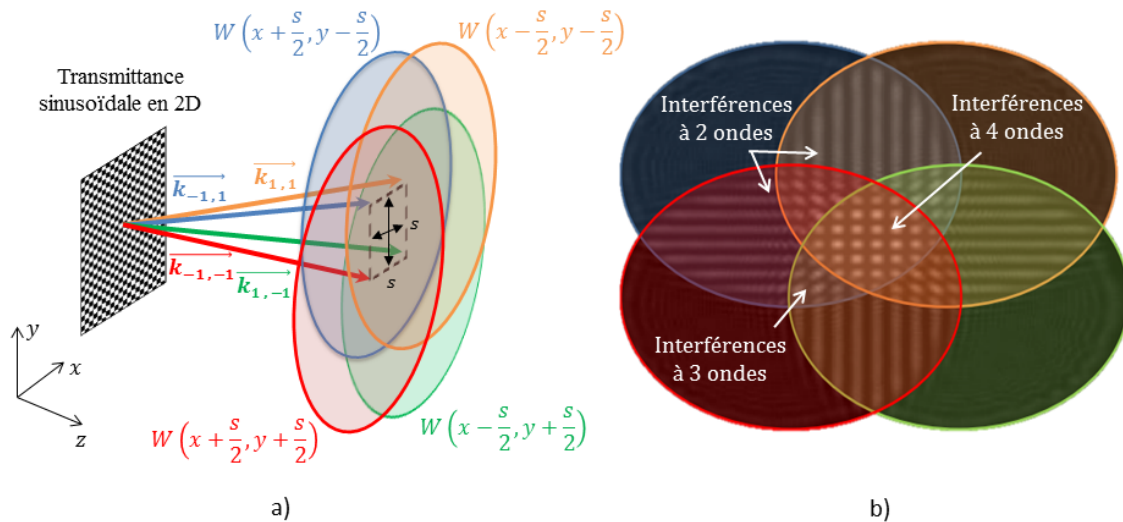 W(x + s/2, y − s/2)
W(x − s/2, y − s/2)
Transmittance
sinusoïdale en 2D
k₁,₁
k₋₁,₁
k₋₁,₋₁
k₁,₋₁
s
s
y
x
z
W(x + s/2, y + s/2)
W(x − s/2, y + s/2)
a)
Interférences
à 2 ondes
Interférences
à 4 ondes
Interférences
à 3 ondes
b)